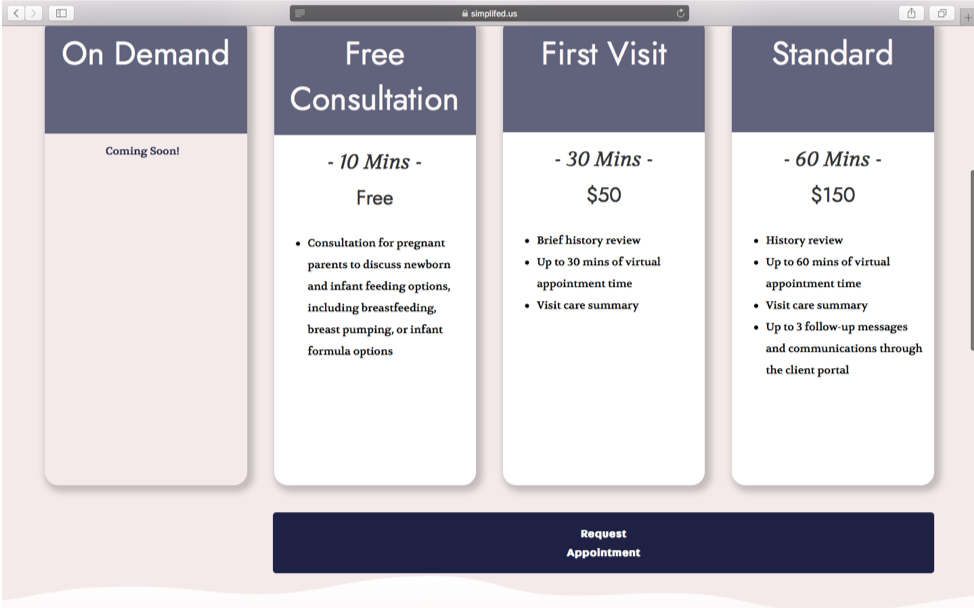 simplifed.us
On Demand
Coming Soon!
Free
Consultation
- 10 Mins -
Free
• Consultation for pregnant
parents to discuss newborn
and infant feeding options,
including breastfeeding,
breast pumping, or infant
formula options
First Visit
- 30 Mins -
$50
• Brief history review
• Up to 30 mins of virtual
appointment time
• Visit care summary
Standard
- 60 Mins -
$150
• History review
• Up to 60 mins of virtual
appointment time
• Visit care summary
• Up to 3 follow-up messages
and communications through
the client portal
Request
Appointment